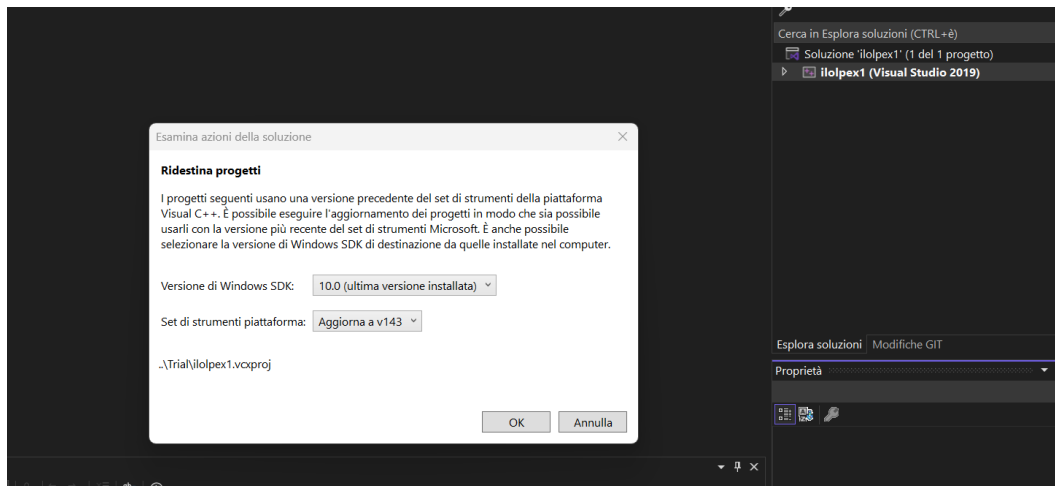 Cerca in Esplora soluzioni (CTRL+è)
Soluzione 'ilolpex1' (1 del 1 progetto)
ilolpex1 (Visual Studio 2019)
Esamina azioni della soluzione
Ridestina progetti
I progetti seguenti usano una versione precedente del set di strumenti della piattaforma
Visual C++. È possibile eseguire l'aggiornamento dei progetti in modo che sia possibile
usarli con la versione più recente del set di strumenti Microsoft. È anche possibile
selezionare la versione di Windows SDK di destinazione da quelle installate nel computer.
Versione di Windows SDK: 10.0 (ultima versione installata)
Set di strumenti piattaforma: Aggiorna a v143
..\Trial\ilolpex1.vcxproj
OK Annulla
Esplora soluzioni Modifiche GIT
Proprietà